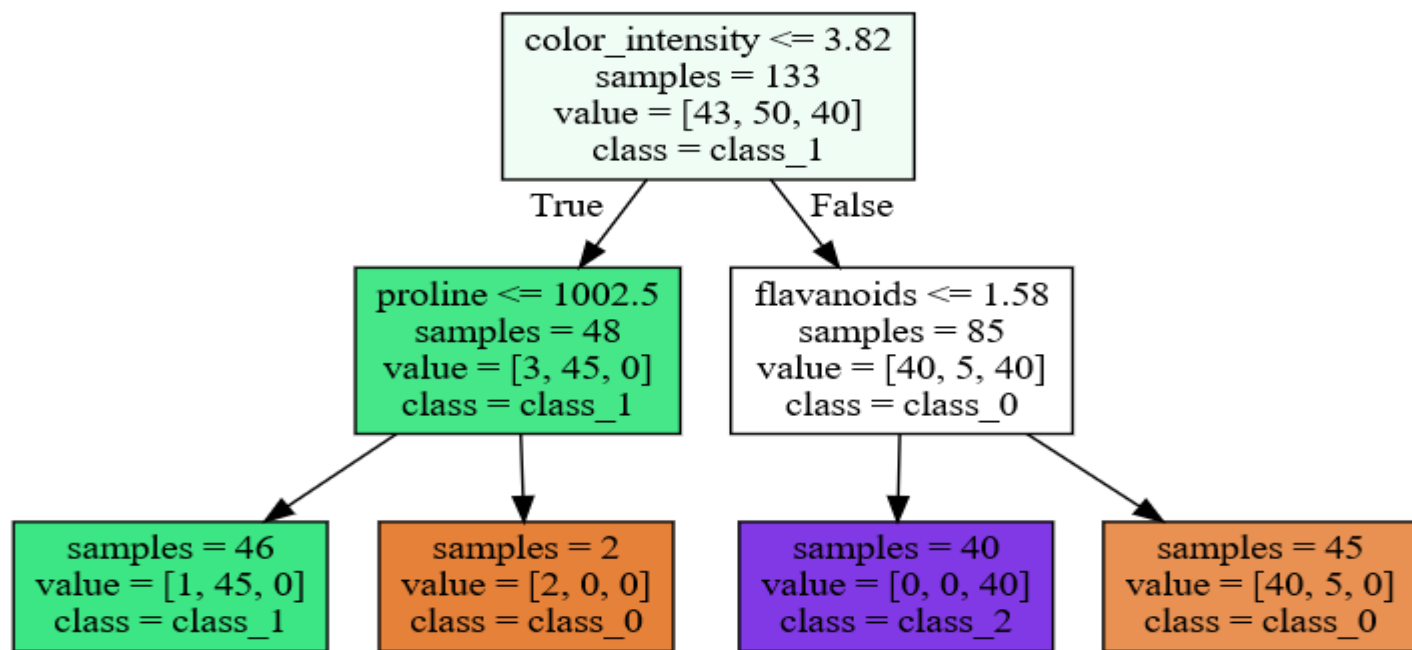 color_intensity <= 3.82
samples = 133
value = [43, 50, 40]
class = class_1
True
False
proline <= 1002.5
samples = 48
value = [3, 45, 0]
class = class_1
flavanoids <= 1.58
samples = 85
value = [40, 5, 40]
class = class_0
samples = 46
value = [1, 45, 0]
class = class_1
samples = 2
value = [2, 0, 0]
class = class_0
samples = 40
value = [0, 0, 40]
class = class_2
samples = 45
value = [40, 5, 0]
class = class_0